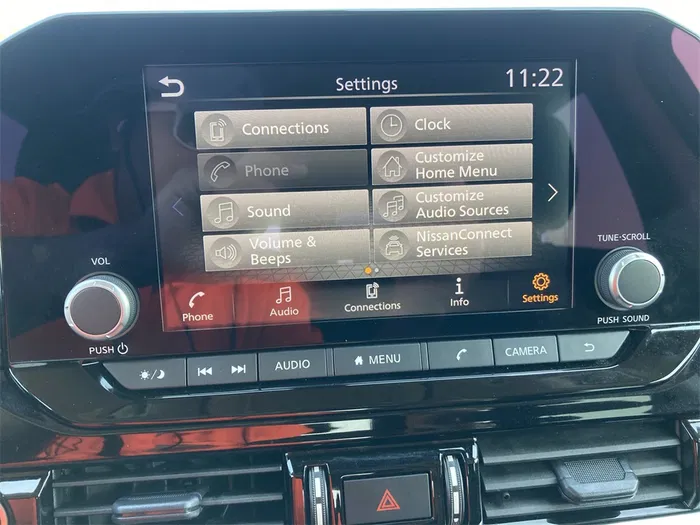 Settings
11:22
Connections
Clock
Phone
Customize
Home Menu
Sound
Customize
Audio Sources
Volume &
Beeps
NissanConnect
Services
Phone
Audio
Connections
Info
Settings
VOL
PUSH
TUNE·SCROLL
PUSH SOUND
AUDIO
MENU
CAMERA